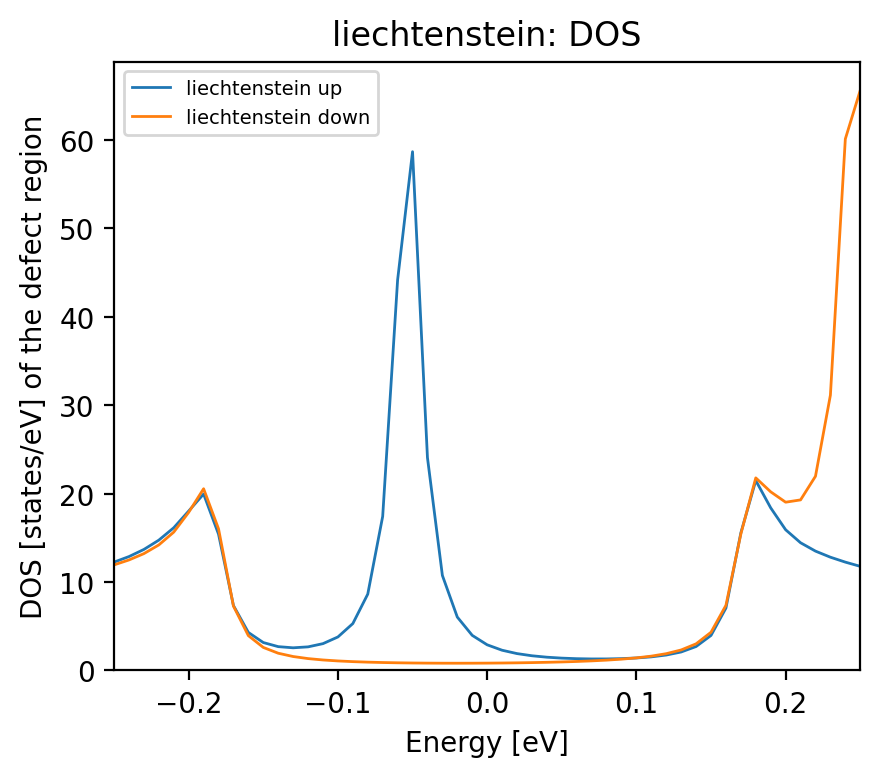 liechtenstein: DOS
liechtenstein up
liechtenstein down
DOS [states/eV] of the defect region
60
50
40
30
20
10
0
−0.2
−0.1
0.0
0.1
0.2
Energy [eV]